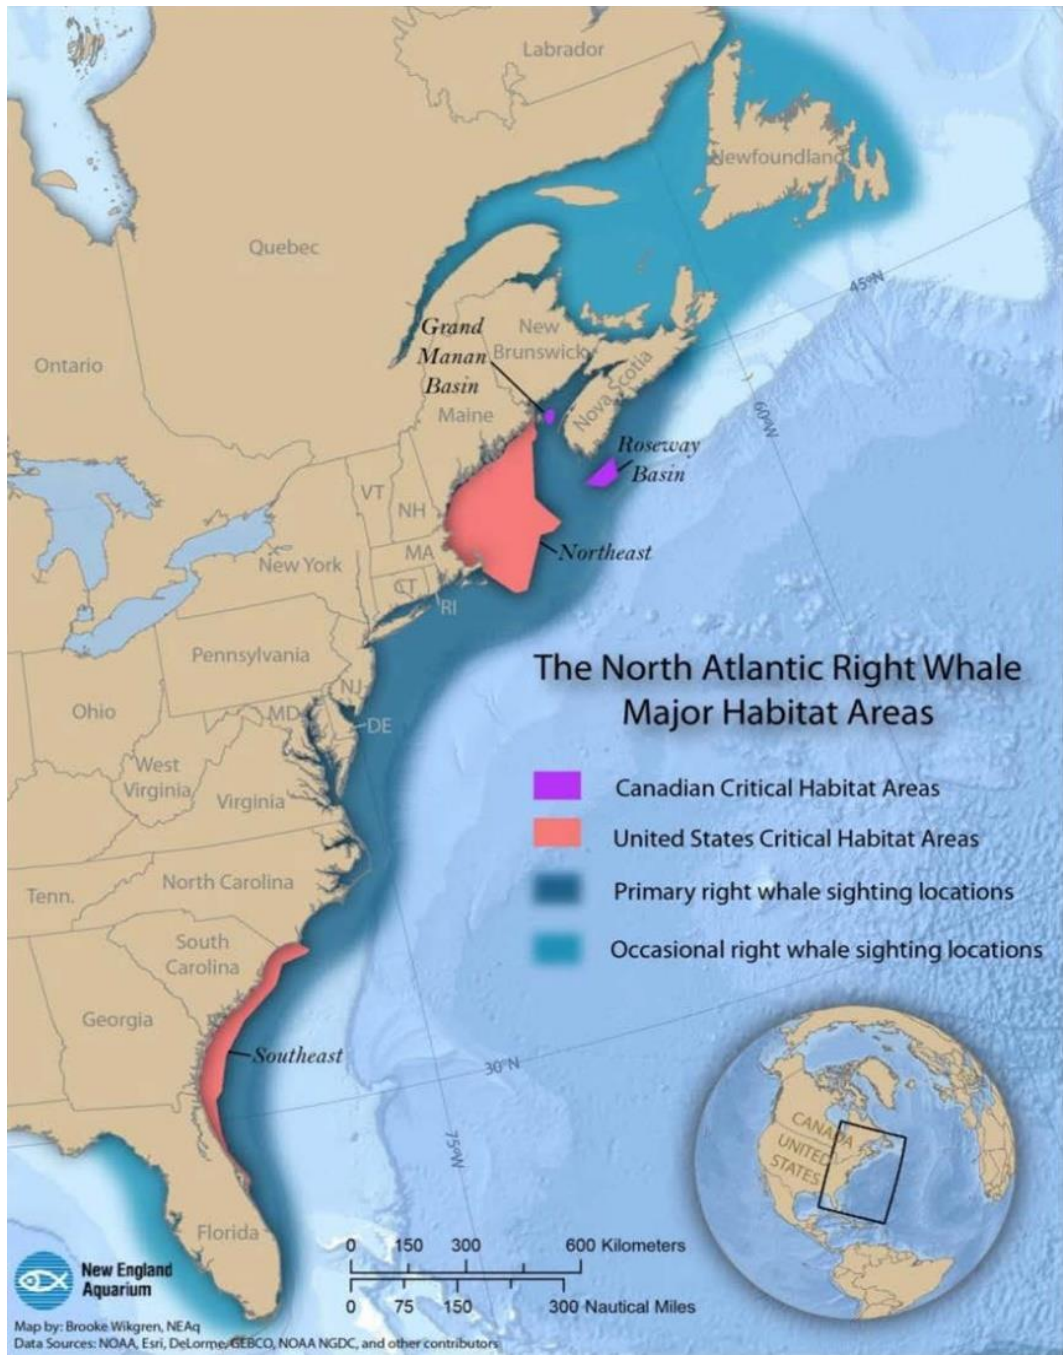 Labrador
Newfoundland
Quebec
45ºN
Grand
Manan
Basin
New
Brunswick
Ontario
Nova Scotia
60ºW
Maine
Roseway
Basin
VT
NH
Northeast
MA
New York
CT
RI
Pennsylvania
The North Atlantic Right Whale
Major Habitat Areas
NJ
Ohio
MD
DE
West
Virginia
Virginia
Canadian Critical Habitat Areas
United States Critical Habitat Areas
Primary right whale sighting locations
Occasional right whale sighting locations
Tenn.
North Carolina
South
Carolina
Georgia
Southeast
30ºN
75ºW
CANADA
UNITED
STATES
Florida
0 150 300 600 Kilometers
0 75 150 300 Nautical Miles
New England
Aquarium
Map by: Brooke Wikgren, NEAq
Data Sources: NOAA, Esri, DeLorme, GEBCO, NOAA NGDC, and other contributors